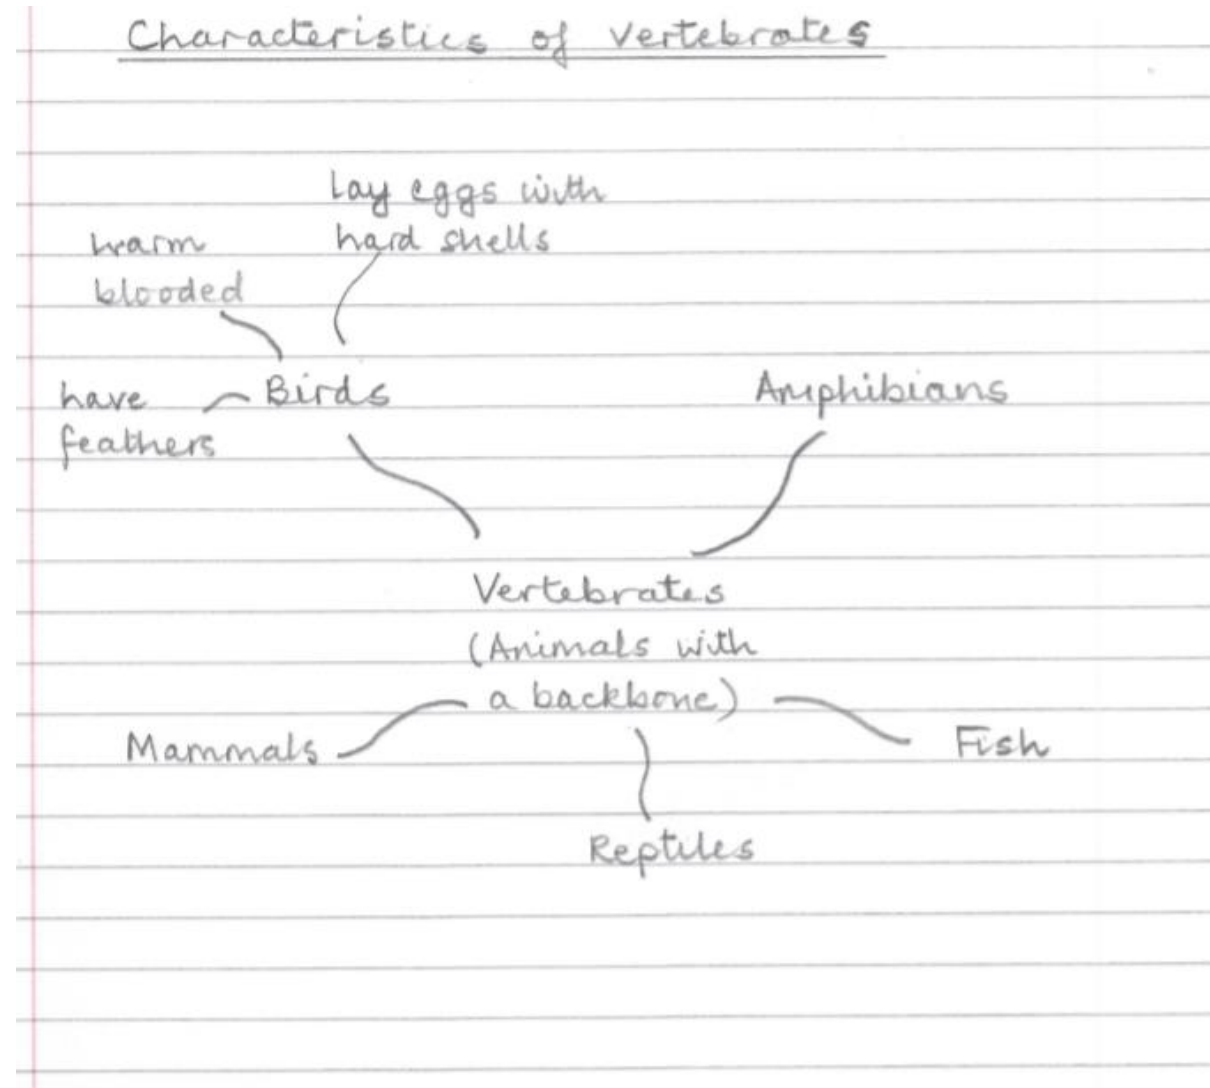 Characteristics of Vertebrates
lay eggs with
hard shells
warm
blooded
have
feathers
Birds
Amphibians
Vertebrates
(Animals with
a backbone)
Mammals
Fish
Reptiles